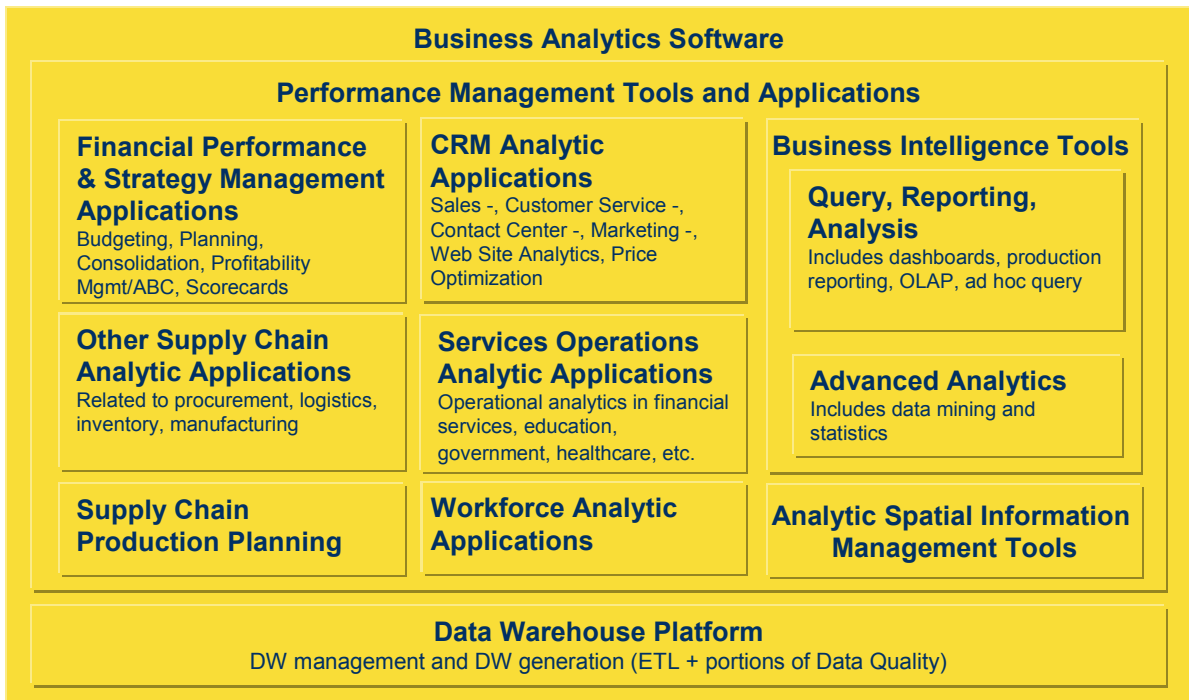 Business Analytics Software
Performance Management Tools and Applications
Financial Performance
& Strategy Management
Applications
Budgeting, Planning,
Consolidation, Profitability
Mgmt/ABC, Scorecards
CRM Analytic
Applications
Sales -, Customer Service -,
Contact Center -, Marketing -,
Web Site Analytics, Price
Optimization
Business Intelligence Tools
Query, Reporting,
Analysis
Includes dashboards, production
reporting, OLAP, ad hoc query
Other Supply Chain
Analytic Applications
Related to procurement, logistics,
inventory, manufacturing
Services Operations
Analytic Applications
Operational analytics in financial
services, education,
government, healthcare, etc.
Advanced Analytics
Includes data mining and
statistics
Supply Chain
Production Planning
Workforce Analytic
Applications
Analytic Spatial Information
Management Tools
Data Warehouse Platform
DW management and DW generation (ETL + portions of Data Quality)